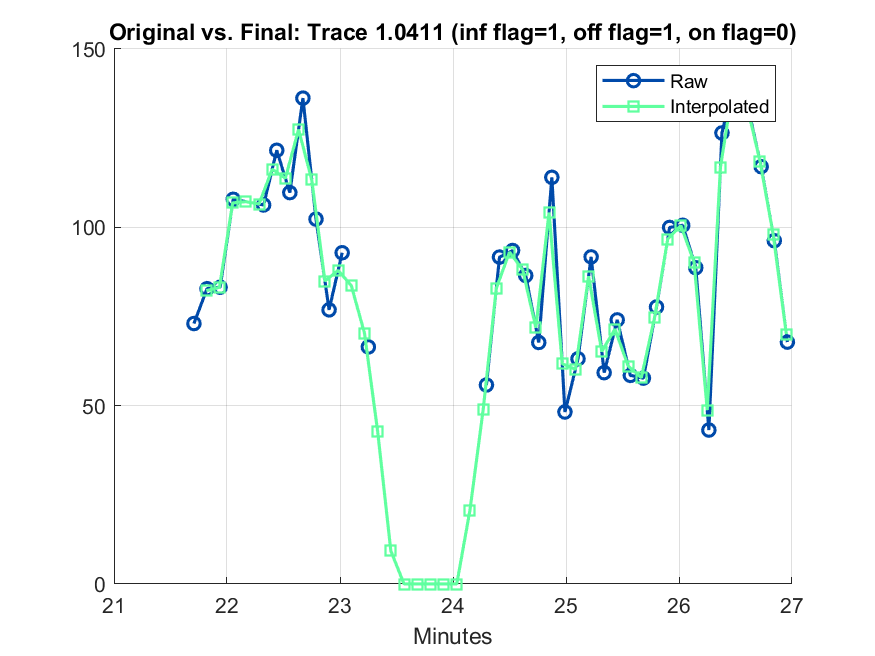 Original vs. Final: Trace 1.0411 (inf flag=1, off flag=1, on flag=0)
150
Raw
Interpolated
100
50
0
21 22 23 24 25 26 27
Minutes